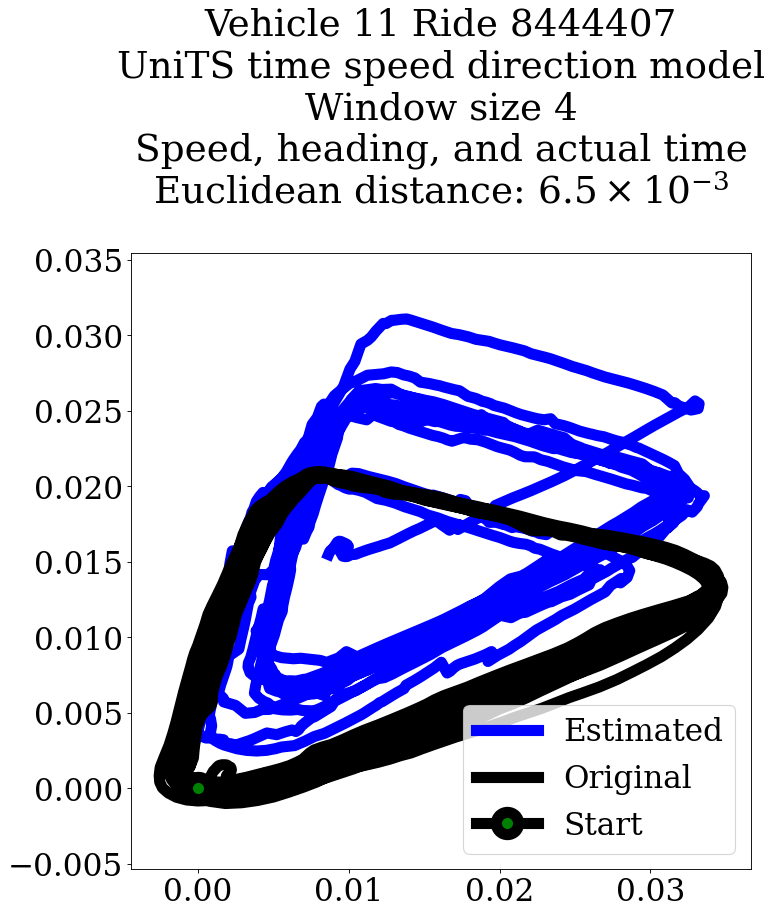 Vehicle 11 Ride 8444407
UniTS time speed direction model
Window size 4
Speed, heading, and actual time
Euclidean distance: 6.5 × 10⁻³
0.035
0.030
0.025
0.020
0.015
0.010
0.005
0.000
−0.005
Estimated
Original
Start
0.00 0.01 0.02 0.03